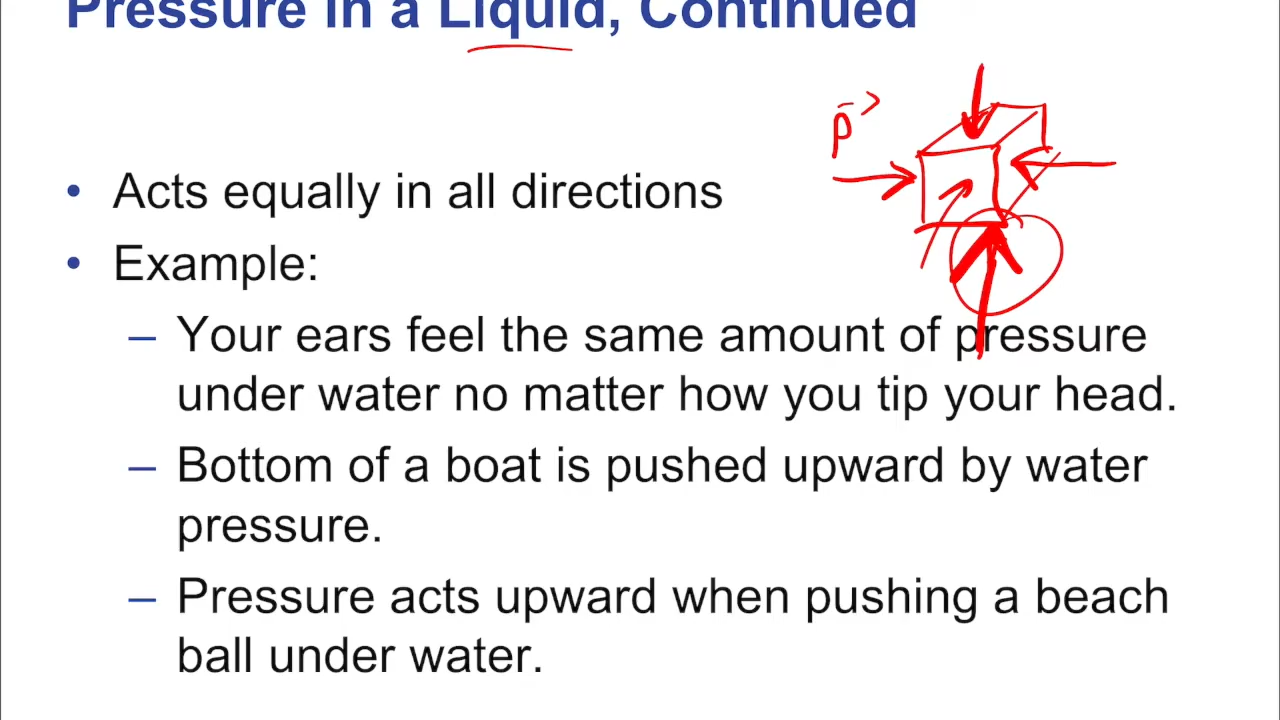 Pressure in a Liquid, Continued
P
• Acts equally in all directions
• Example:
– Your ears feel the same amount of pressure
under water no matter how you tip your head.
– Bottom of a boat is pushed upward by water
pressure.
– Pressure acts upward when pushing a beach
ball under water.